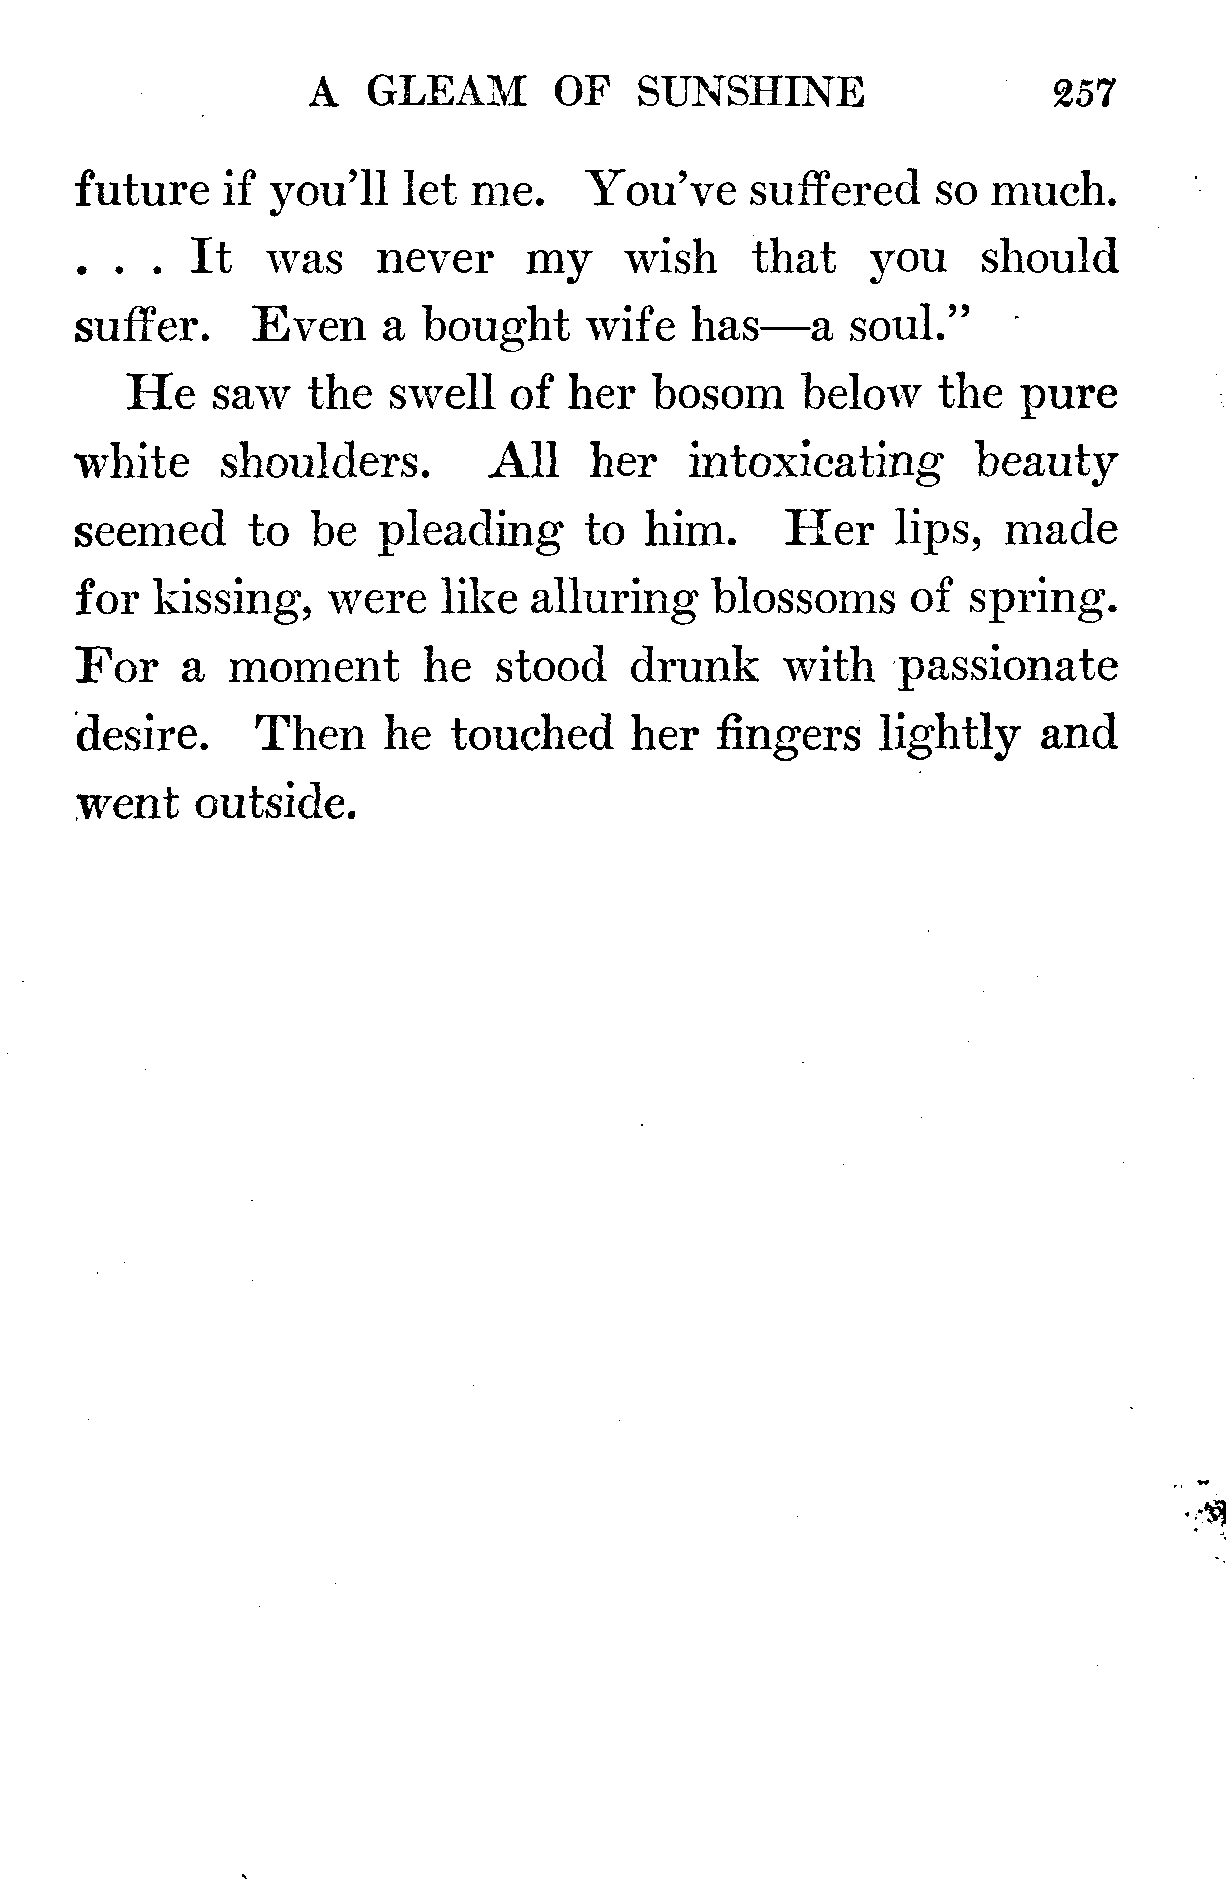 A GLEAM OF SUNSHINE 257
future if you'll let me. You've suffered so much.
. . . It was never my wish that you should
suffer. Even a bought wife has—a soul."
He saw the swell of her bosom below the pure
white shoulders. All her intoxicating beauty
seemed to be pleading to him. Her lips, made
for kissing, were like alluring blossoms of spring.
For a moment he stood drunk with passionate
desire. Then he touched her fingers lightly and
went outside.